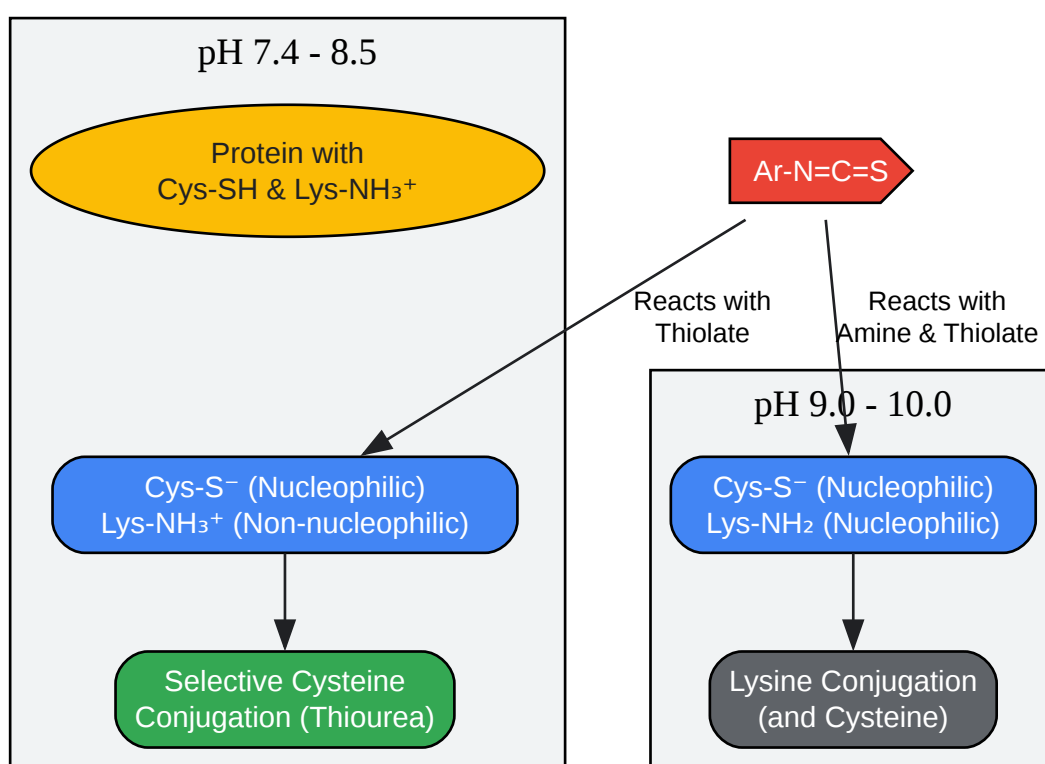 pH 7.4 - 8.5
Protein with
Cys-SH & Lys-NH₃⁺
Ar-N=C=S
Reacts with
Thiolate
Reacts with
Amine & Thiolate
pH 9.0 - 10.0
Cys-S⁻ (Nucleophilic)
Lys-NH₃⁺ (Non-nucleophilic)
Cys-S⁻ (Nucleophilic)
Lys-NH₂ (Nucleophilic)
Selective Cysteine
Conjugation (Thiourea)
Lysine Conjugation
(and Cysteine)